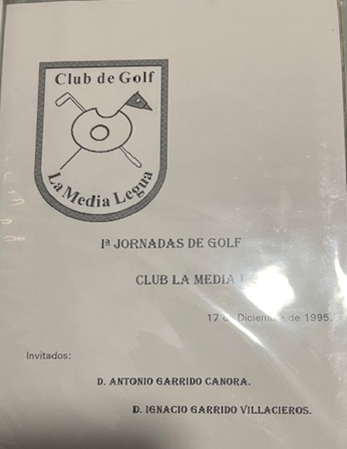 Club de Golf
La Media Legua
1ª JORNADAS DE GOLF
CLUB LA MEDIA
17 de Diciembre de 1995.
Invitados:
D. ANTONIO GARRIDO CANORA.
D. IGNACIO GARRIDO VILLACIEROS.